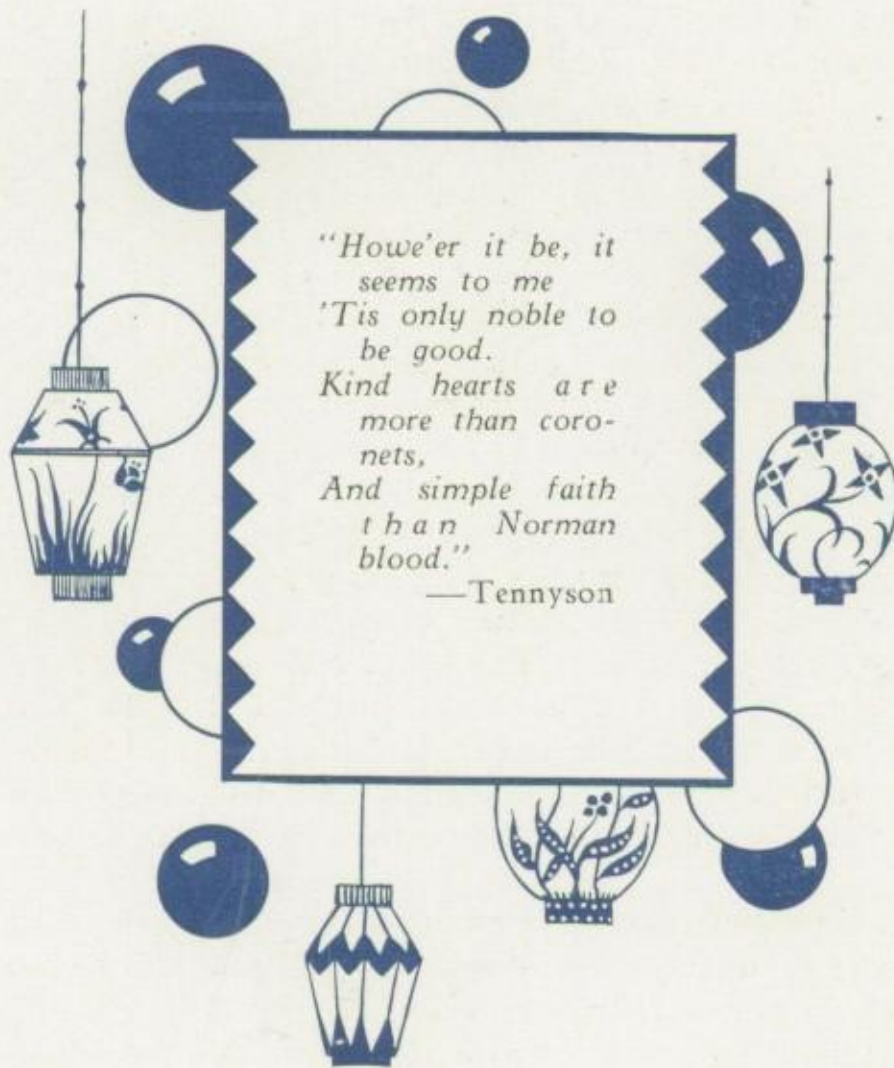 "Howe'er it be, it
seems to me
'Tis only noble to
be good.
Kind hearts are
more than coro-
nets,
And simple faith
than Norman
blood."
—Tennyson